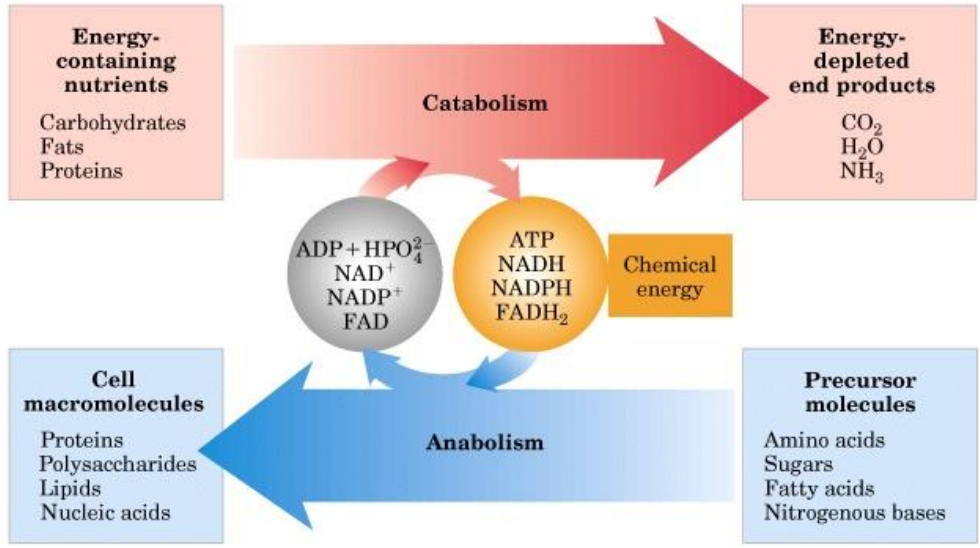 Energy-
containing
nutrients
Carbohydrates
Fats
Proteins
Catabolism
Energy-
depleted
end products
CO₂
H₂O
NH₃
ADP + HPO₄²⁻
NAD⁺
NADP⁺
FAD
ATP
NADH
NADPH
FADH₂
Chemical
energy
Cell
macromolecules
Proteins
Polysaccharides
Lipids
Nucleic acids
Anabolism
Precursor
molecules
Amino acids
Sugars
Fatty acids
Nitrogenous bases